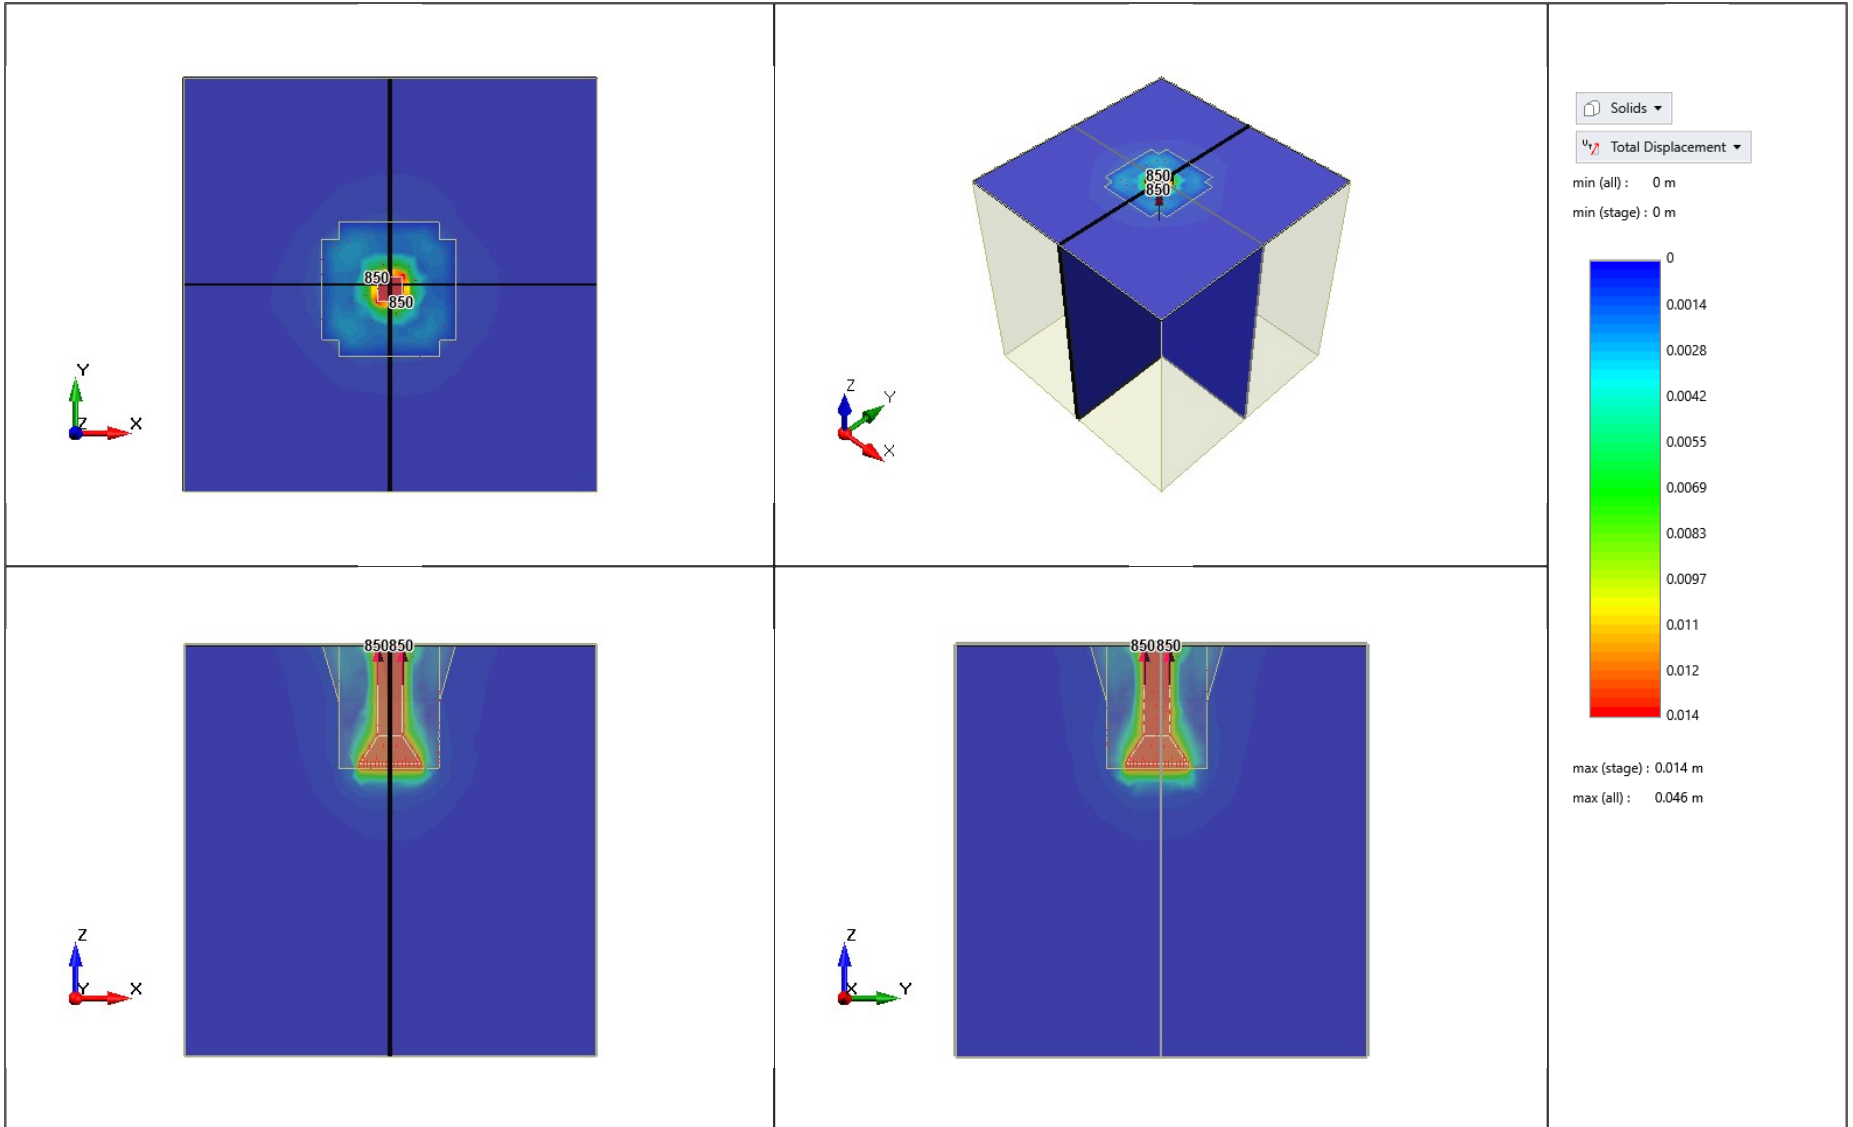 850
850
Y
Z
X
850
850
Z
Y
X
850850
Z
Y
X
850850
Z
X
Y
Solids
Total Displacement
min (all) : 0 m
min (stage) : 0 m
0
0.0014
0.0028
0.0042
0.0055
0.0069
0.0083
0.0097
0.011
0.012
0.014
max (stage) : 0.014 m
max (all) : 0.046 m